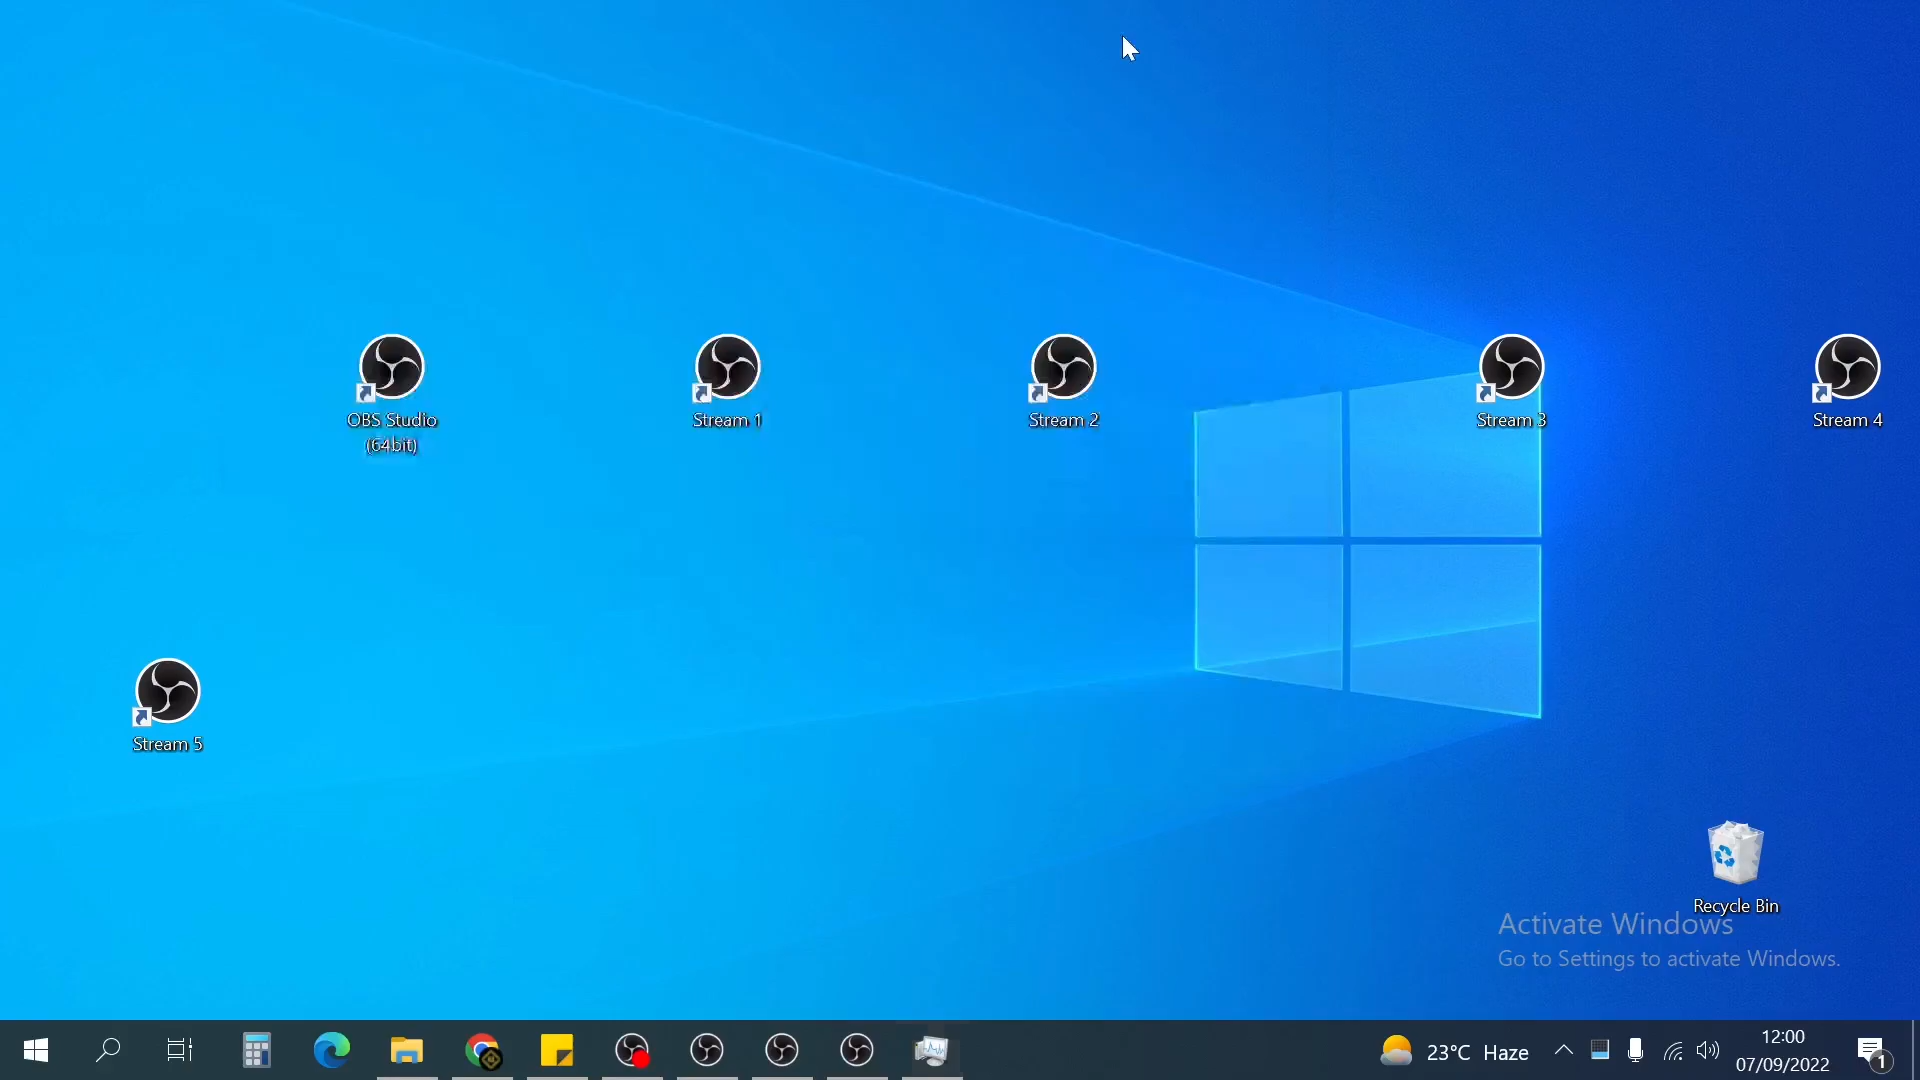 OBS Studio
(64bit)
Stream 1
Stream 2
Stream 3
Stream 4
Stream 5
Recycle Bin
Activate Windows
Go to Settings to activate Windows.
23°C Haze
12:00
07/09/2022
1